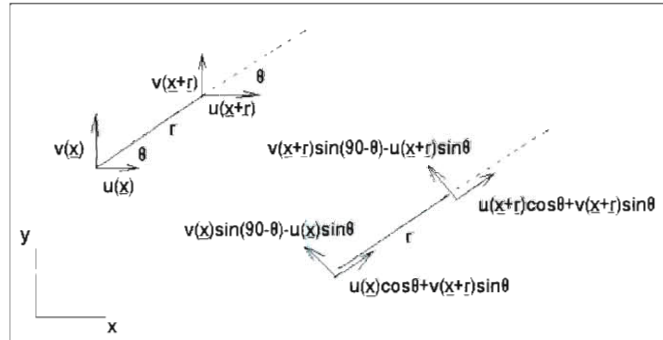 v(x+r)
θ
u(x+r)
r
v(x)
θ
u(x)
v(x+r)sin(90-θ)-u(x+r)sinθ
u(x+r)cosθ+v(x+r)sinθ
v(x)sin(90-θ)-u(x)sinθ
r
u(x)cosθ+v(x+r)sinθ
y
x